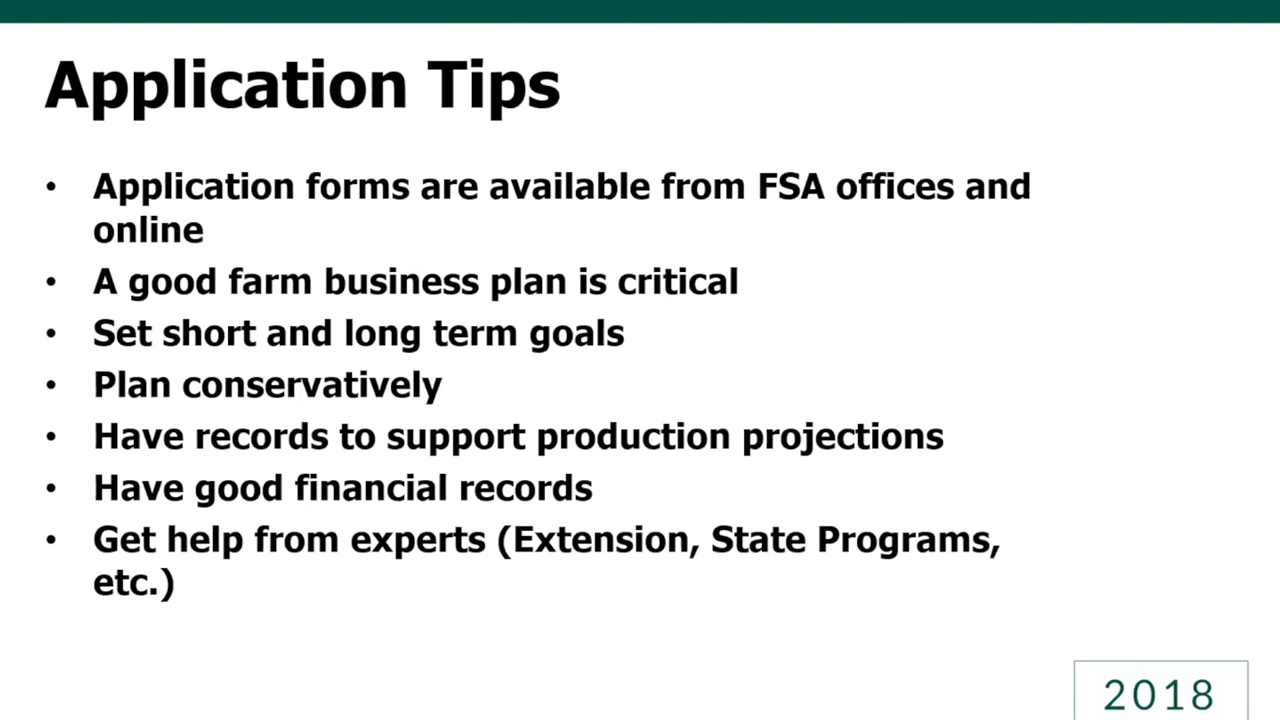 Application Tips
• Application forms are available from FSA offices and
online
• A good farm business plan is critical
• Set short and long term goals
• Plan conservatively
• Have records to support production projections
• Have good financial records
• Get help from experts (Extension, State Programs,
etc.)
2018